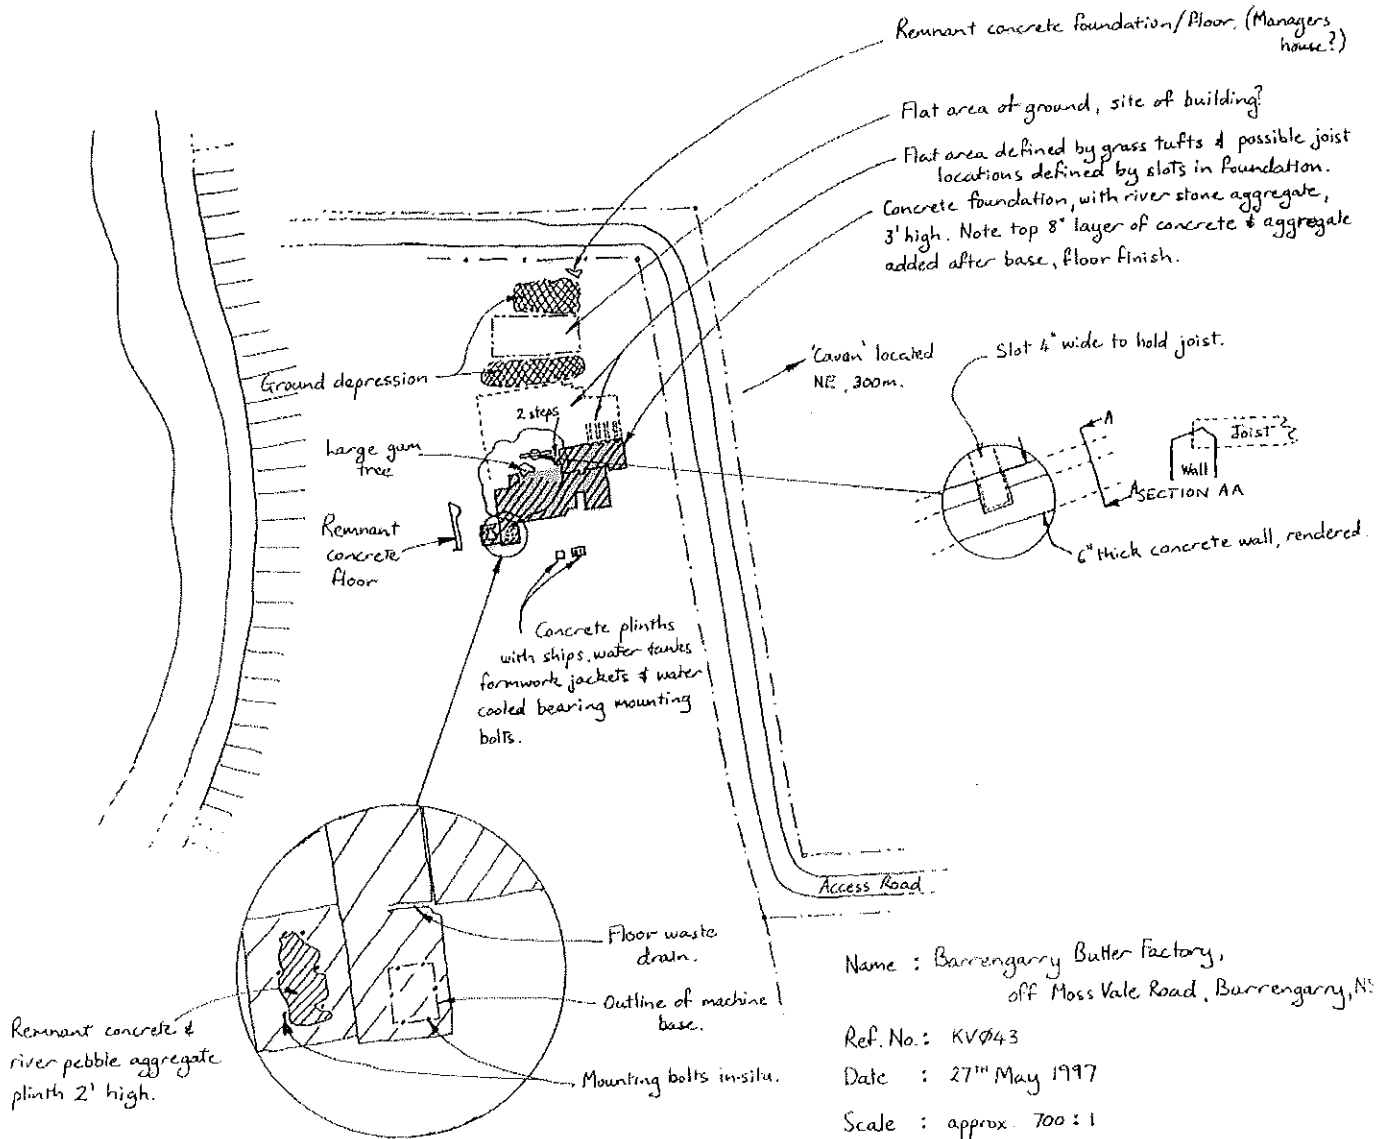 Remnant concrete foundation/floor. (Managers
house?)
Flat area of ground, site of building?
Flat area defined by grass tufts & possible joist
locations defined by slots in foundation.
Concrete foundation, with river stone aggregate,
3' high. Note top 8" layer of concrete & aggregate
added after base, floor finish.
'Cavan' located
NE, 300m.
Slot 4" wide to hold joist.
Ground depression
2 steps
Large gum
tree
A
Joist
Wall
A
SECTION AA
6" thick concrete wall, rendered.
Remnant
concrete
floor
Concrete plinths
with ships water tanks
formwork jackets & water
cooled bearing mounting
bolts.
Access Road
Floor waste
drain.
Outline of machine
base.
Mounting bolts in-situ.
Remnant concrete &
river pebble aggregate
plinth 2' high.
Name : Barrengarry Butter Factory,
off Moss Vale Road, Barrengarry, NS
Ref. No.: KVØ43
Date : 27TH May 1997
Scale : approx. 700:1